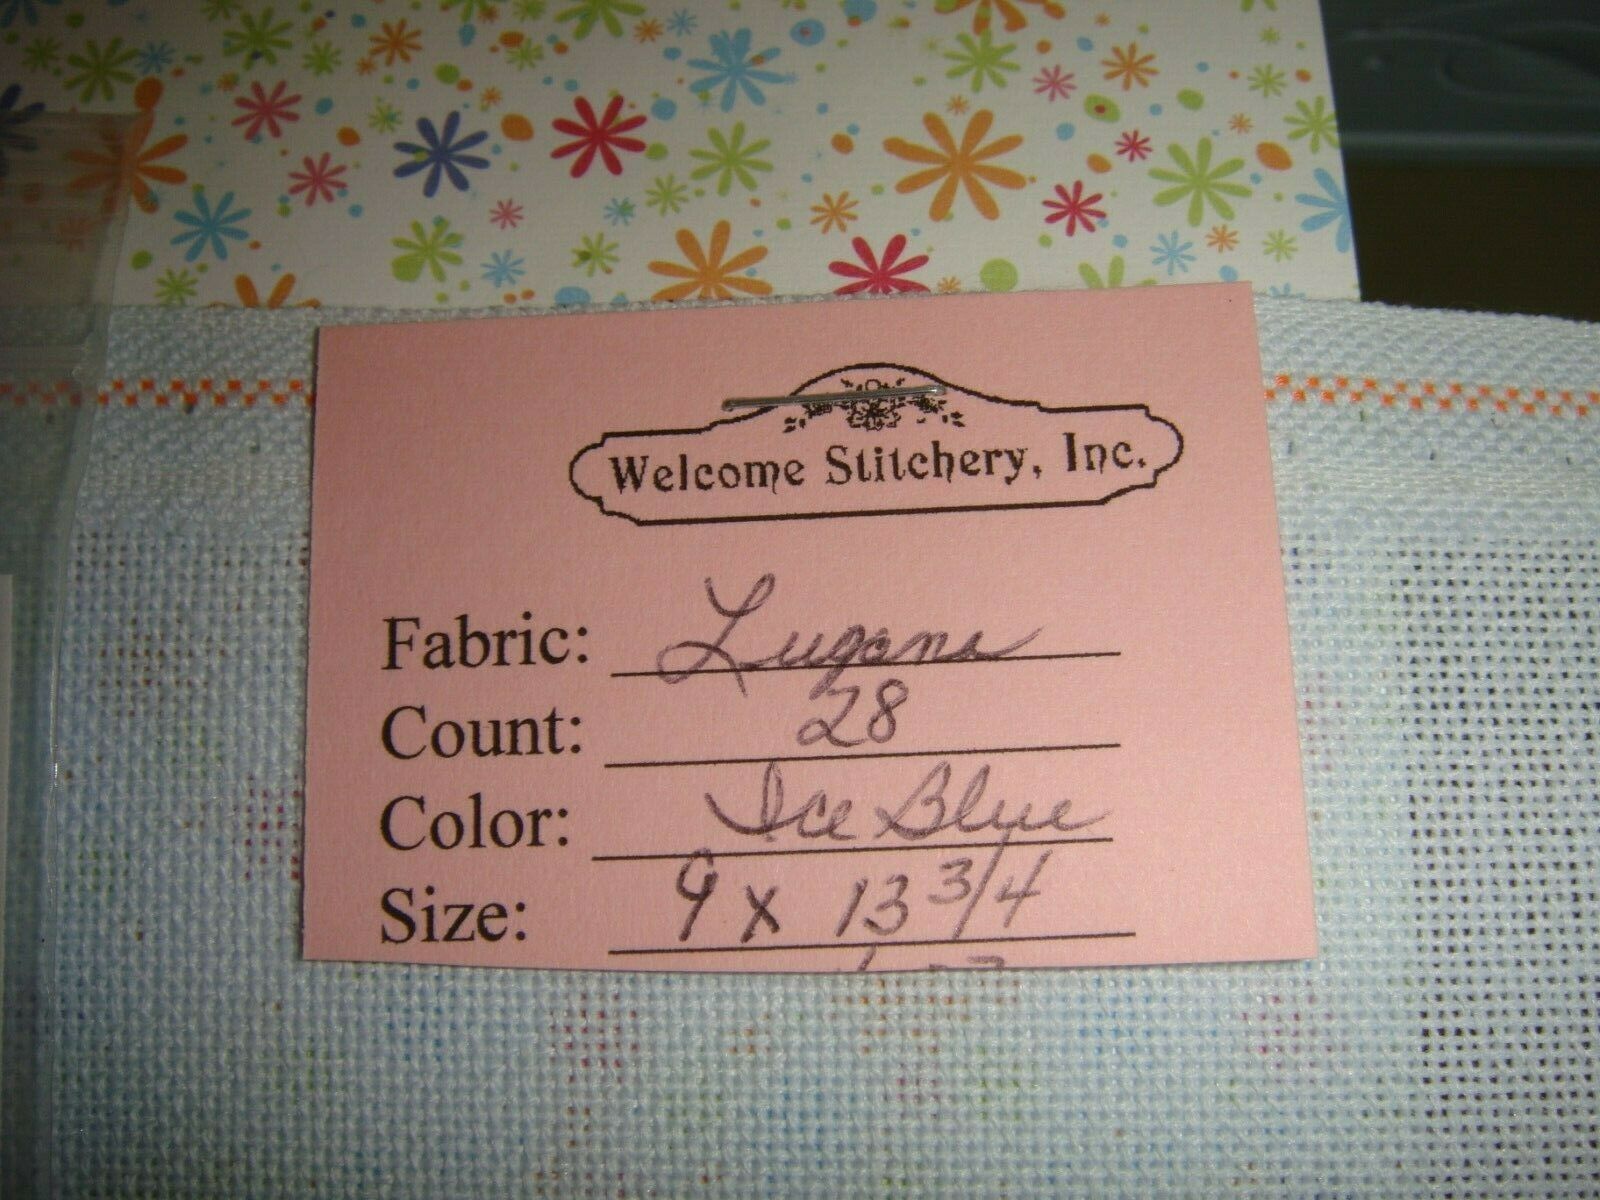 Welcome Stitchery, Inc.
Fabric: Lugana
Count: 28
Color: Ice Blue
Size: 9 x 13 3/4